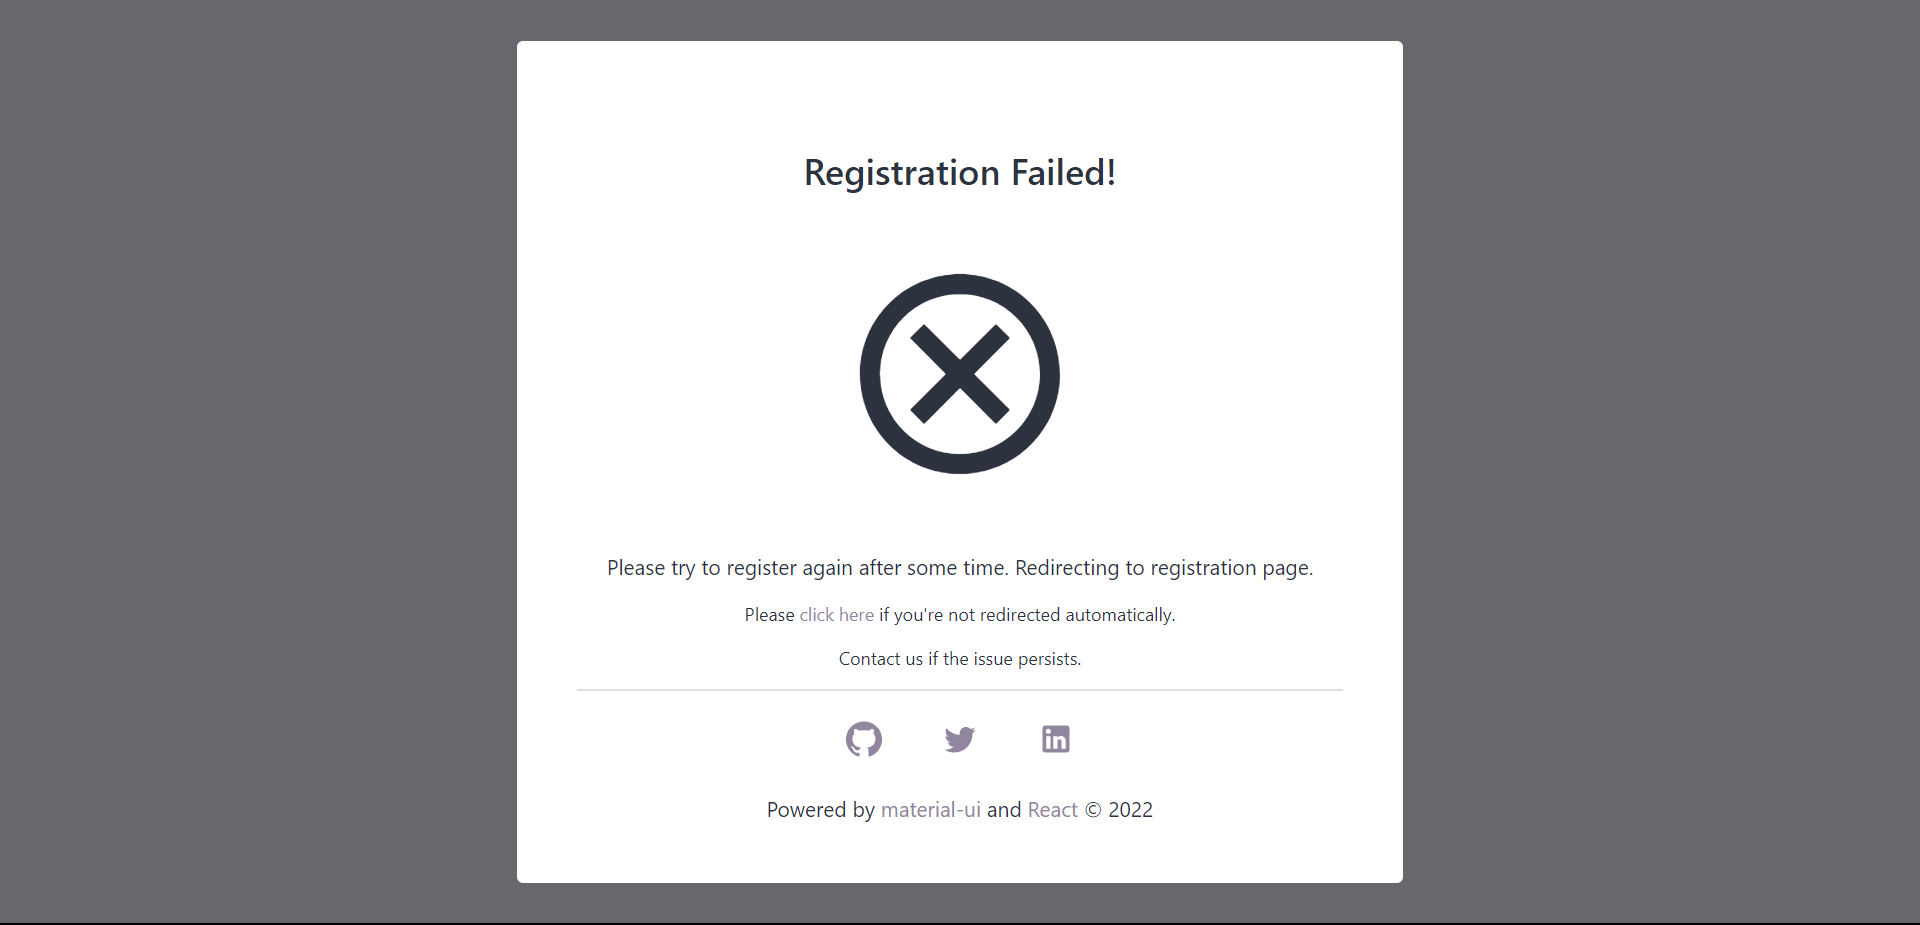 Registration Failed!
Please try to register again after some time. Redirecting to registration page.
Please click here if you're not redirected automatically.
Contact us if the issue persists.
in
Powered by material-ui and React © 2022